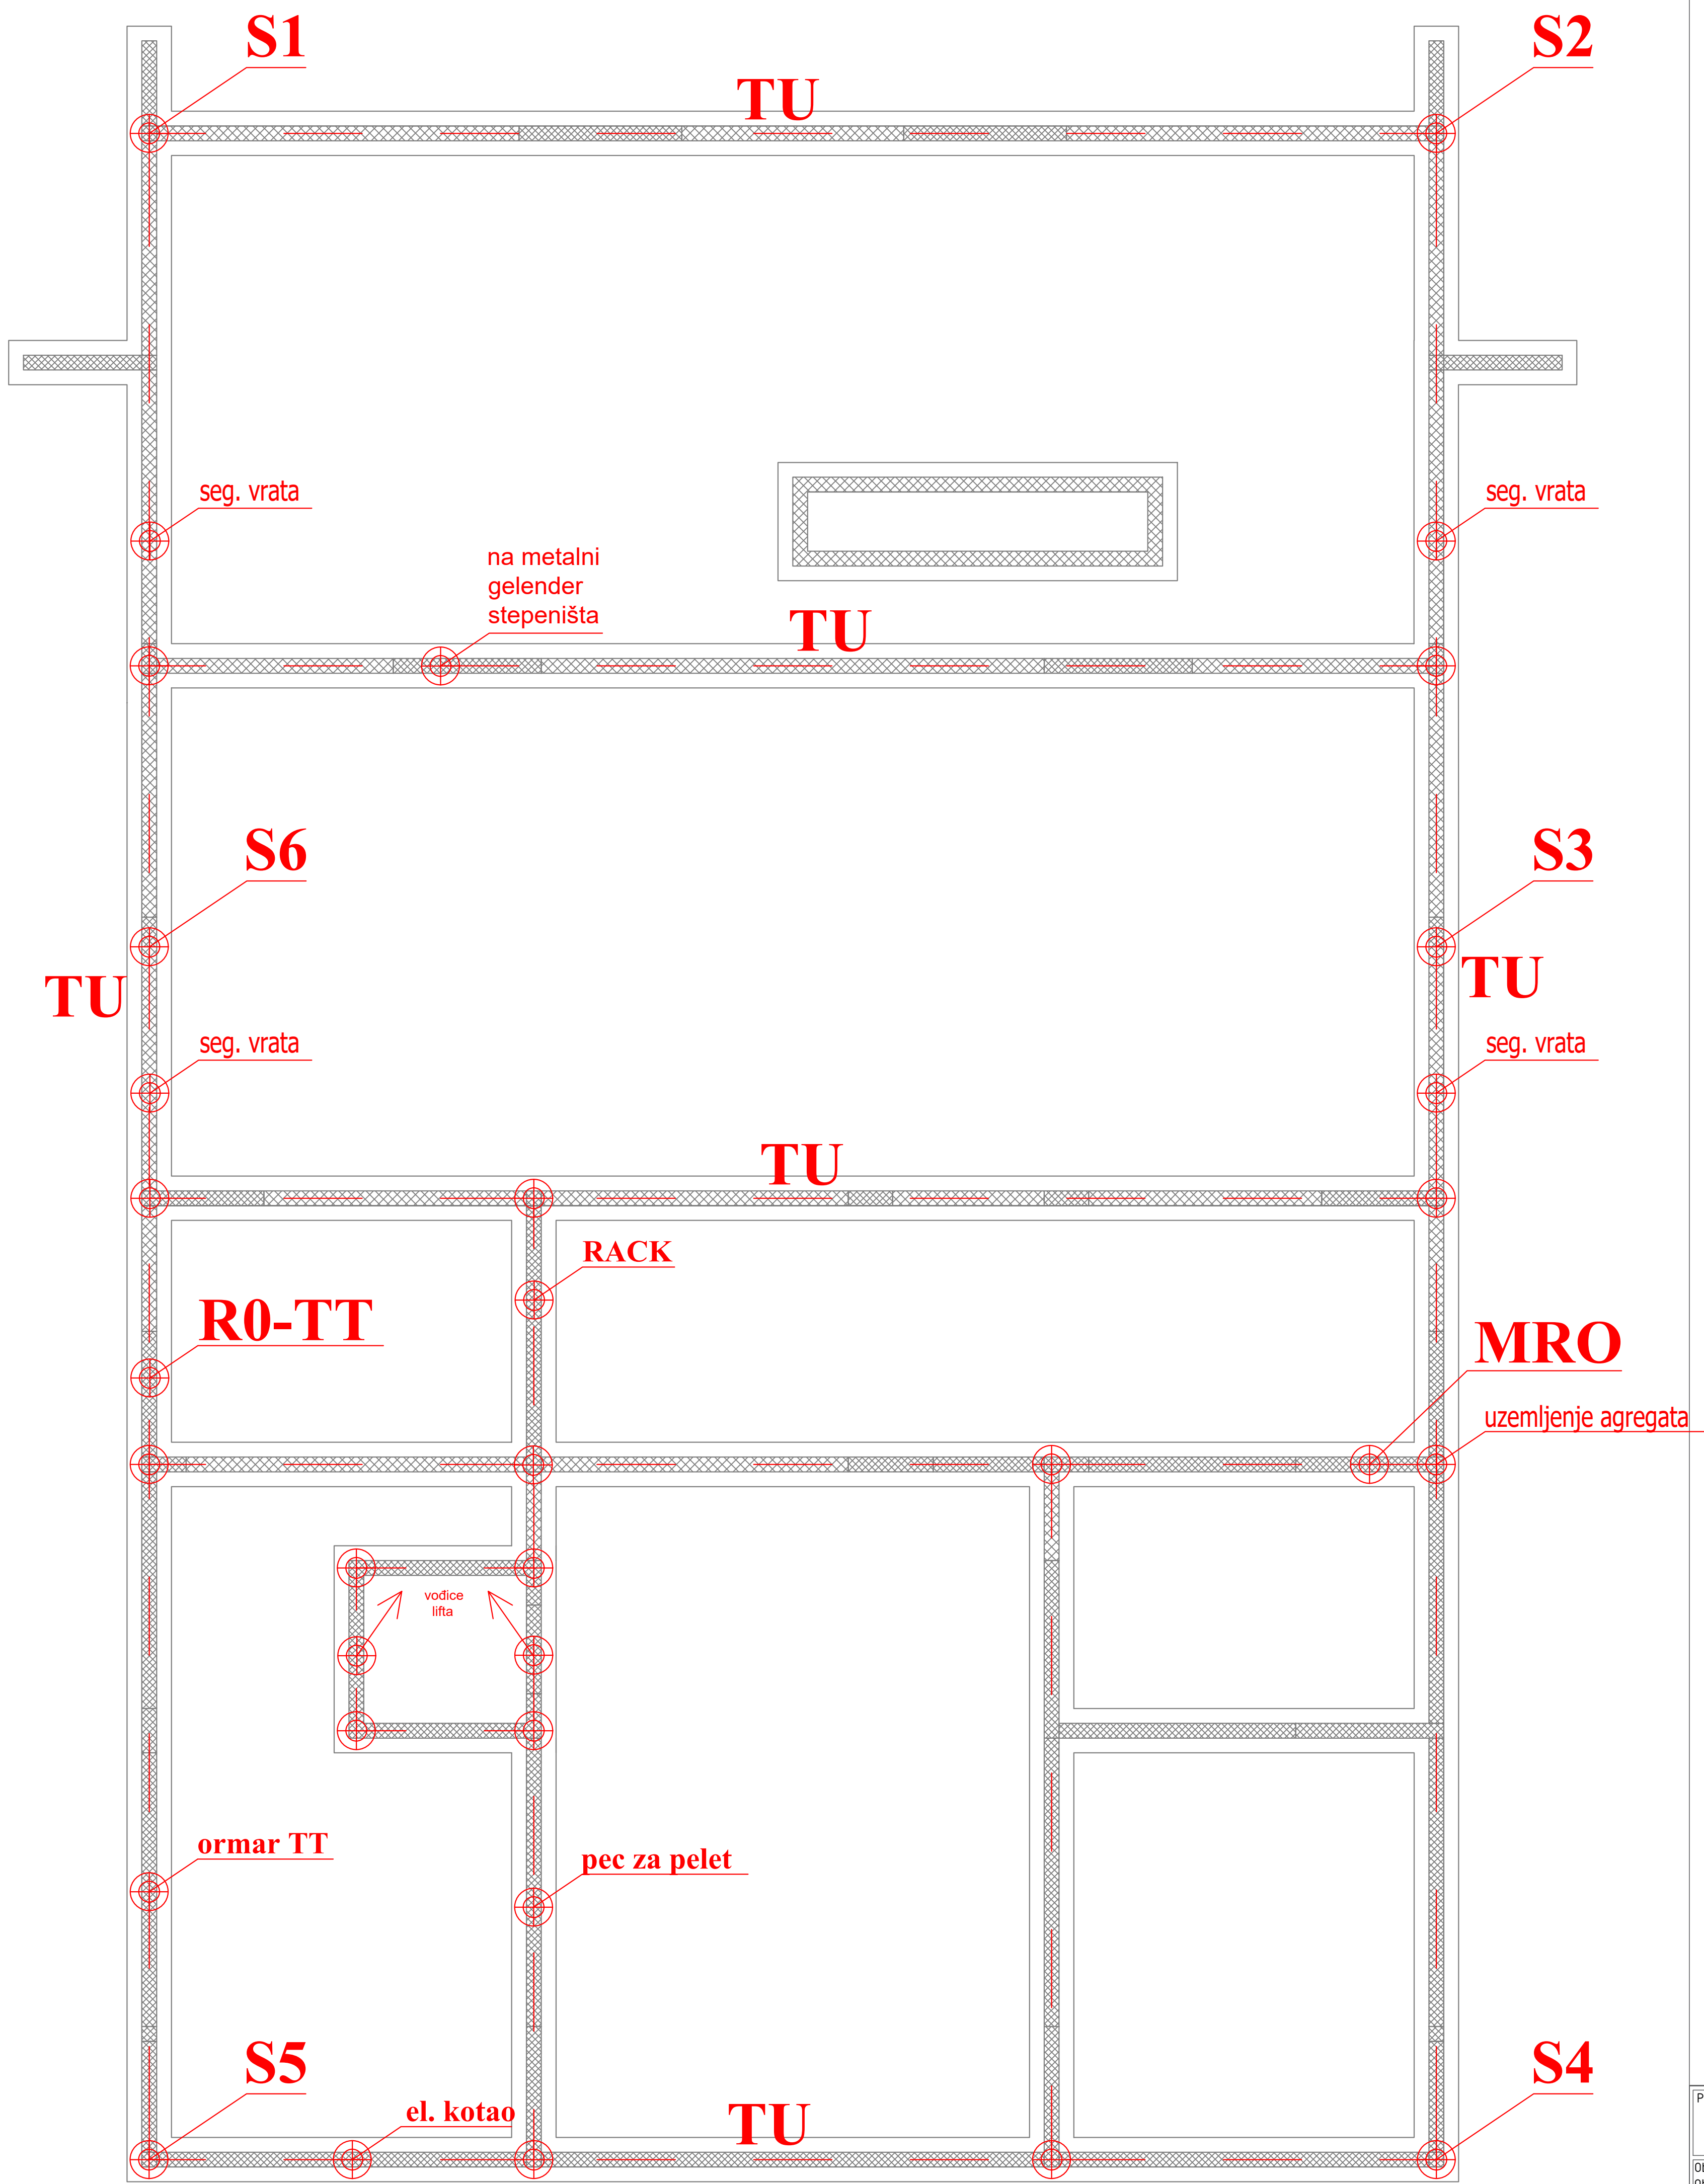 S1
S2
TU
seg. vrata
seg. vrata
na metalni
gelender
stepeništa
TU
S6
S3
TU
TU
seg. vrata
seg. vrata
TU
RACK
R0-TT
MRO
uzemljenje agregata
vođice
lifta
ormar TT
pec za pelet
S5
S4
el. kotao
TU